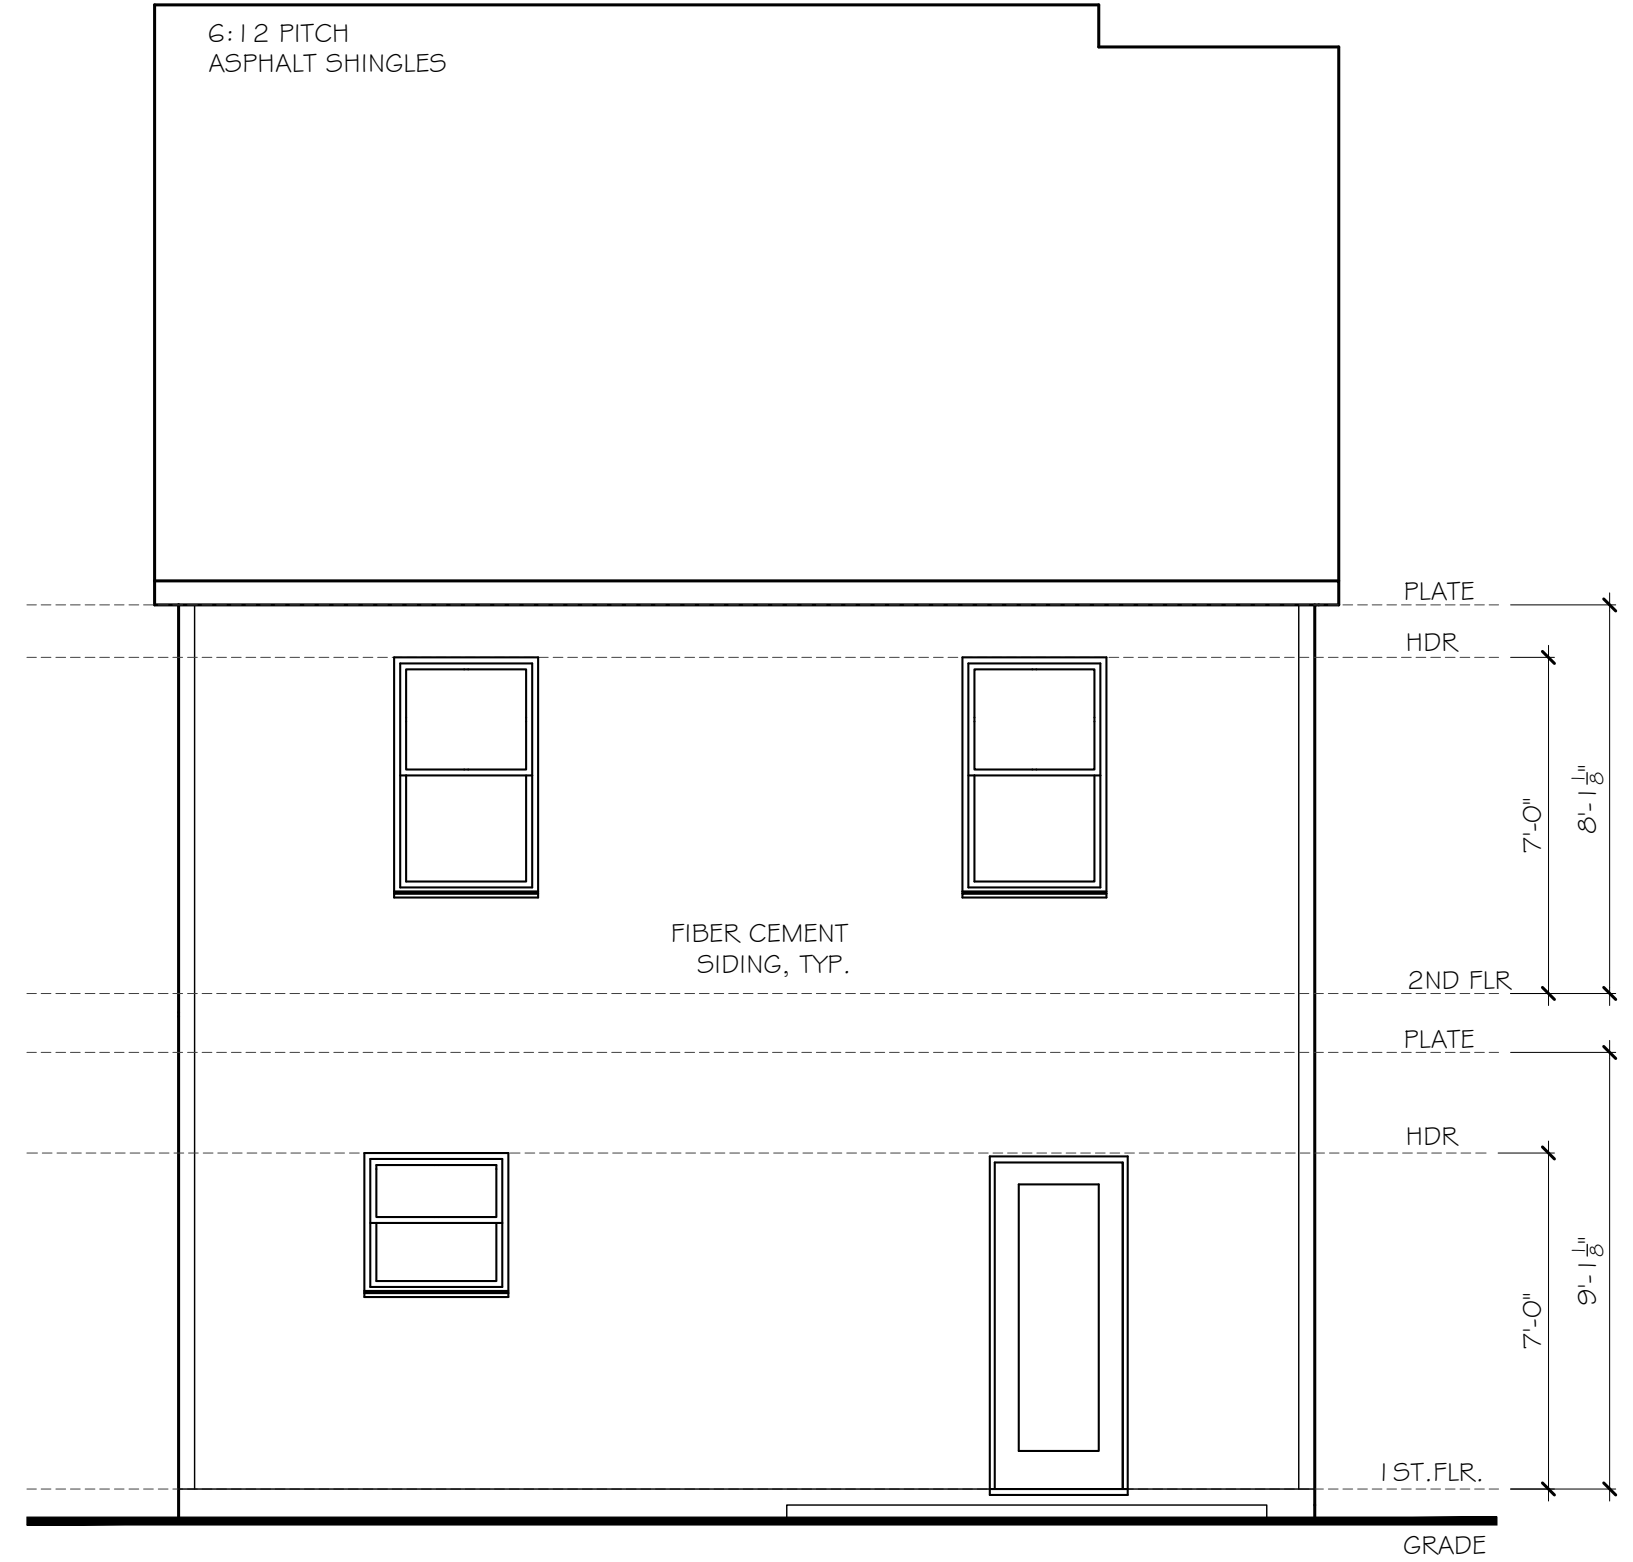 6:12 PITCH
ASPHALT SHINGLES
PLATE
HDR
8'-1 1/8"
7'-0"
FIBER CEMENT
SIDING, TYP.
2ND FLR
PLATE
HDR
9'-1 1/8"
7'-0"
1ST.FLR.
GRADE